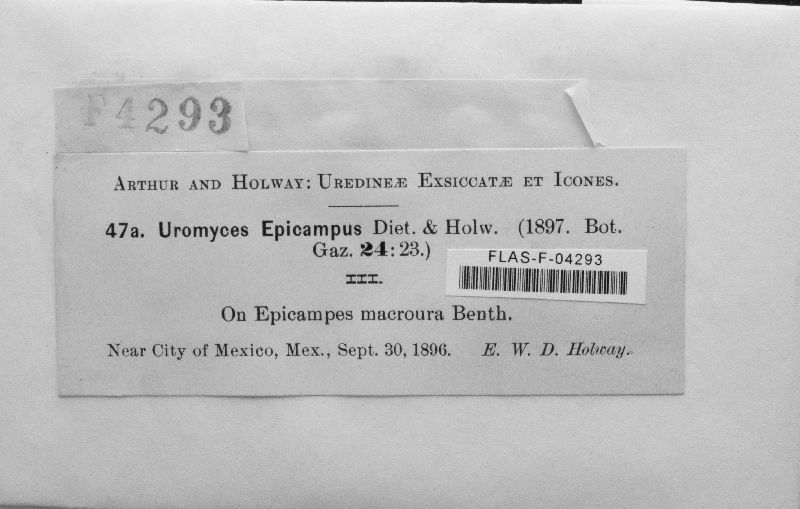 F4293
Arthur and Holway: Uredineæ Exsiccatæ et Icones.
47a. Uromyces Epicampus Diet. & Holw. (1897. Bot.
Gaz. 24: 23.)
III.
FLAS-F-04293
On Epicampes macroura Benth.
Near City of Mexico, Mex., Sept. 30, 1896. E. W. D. Holway.